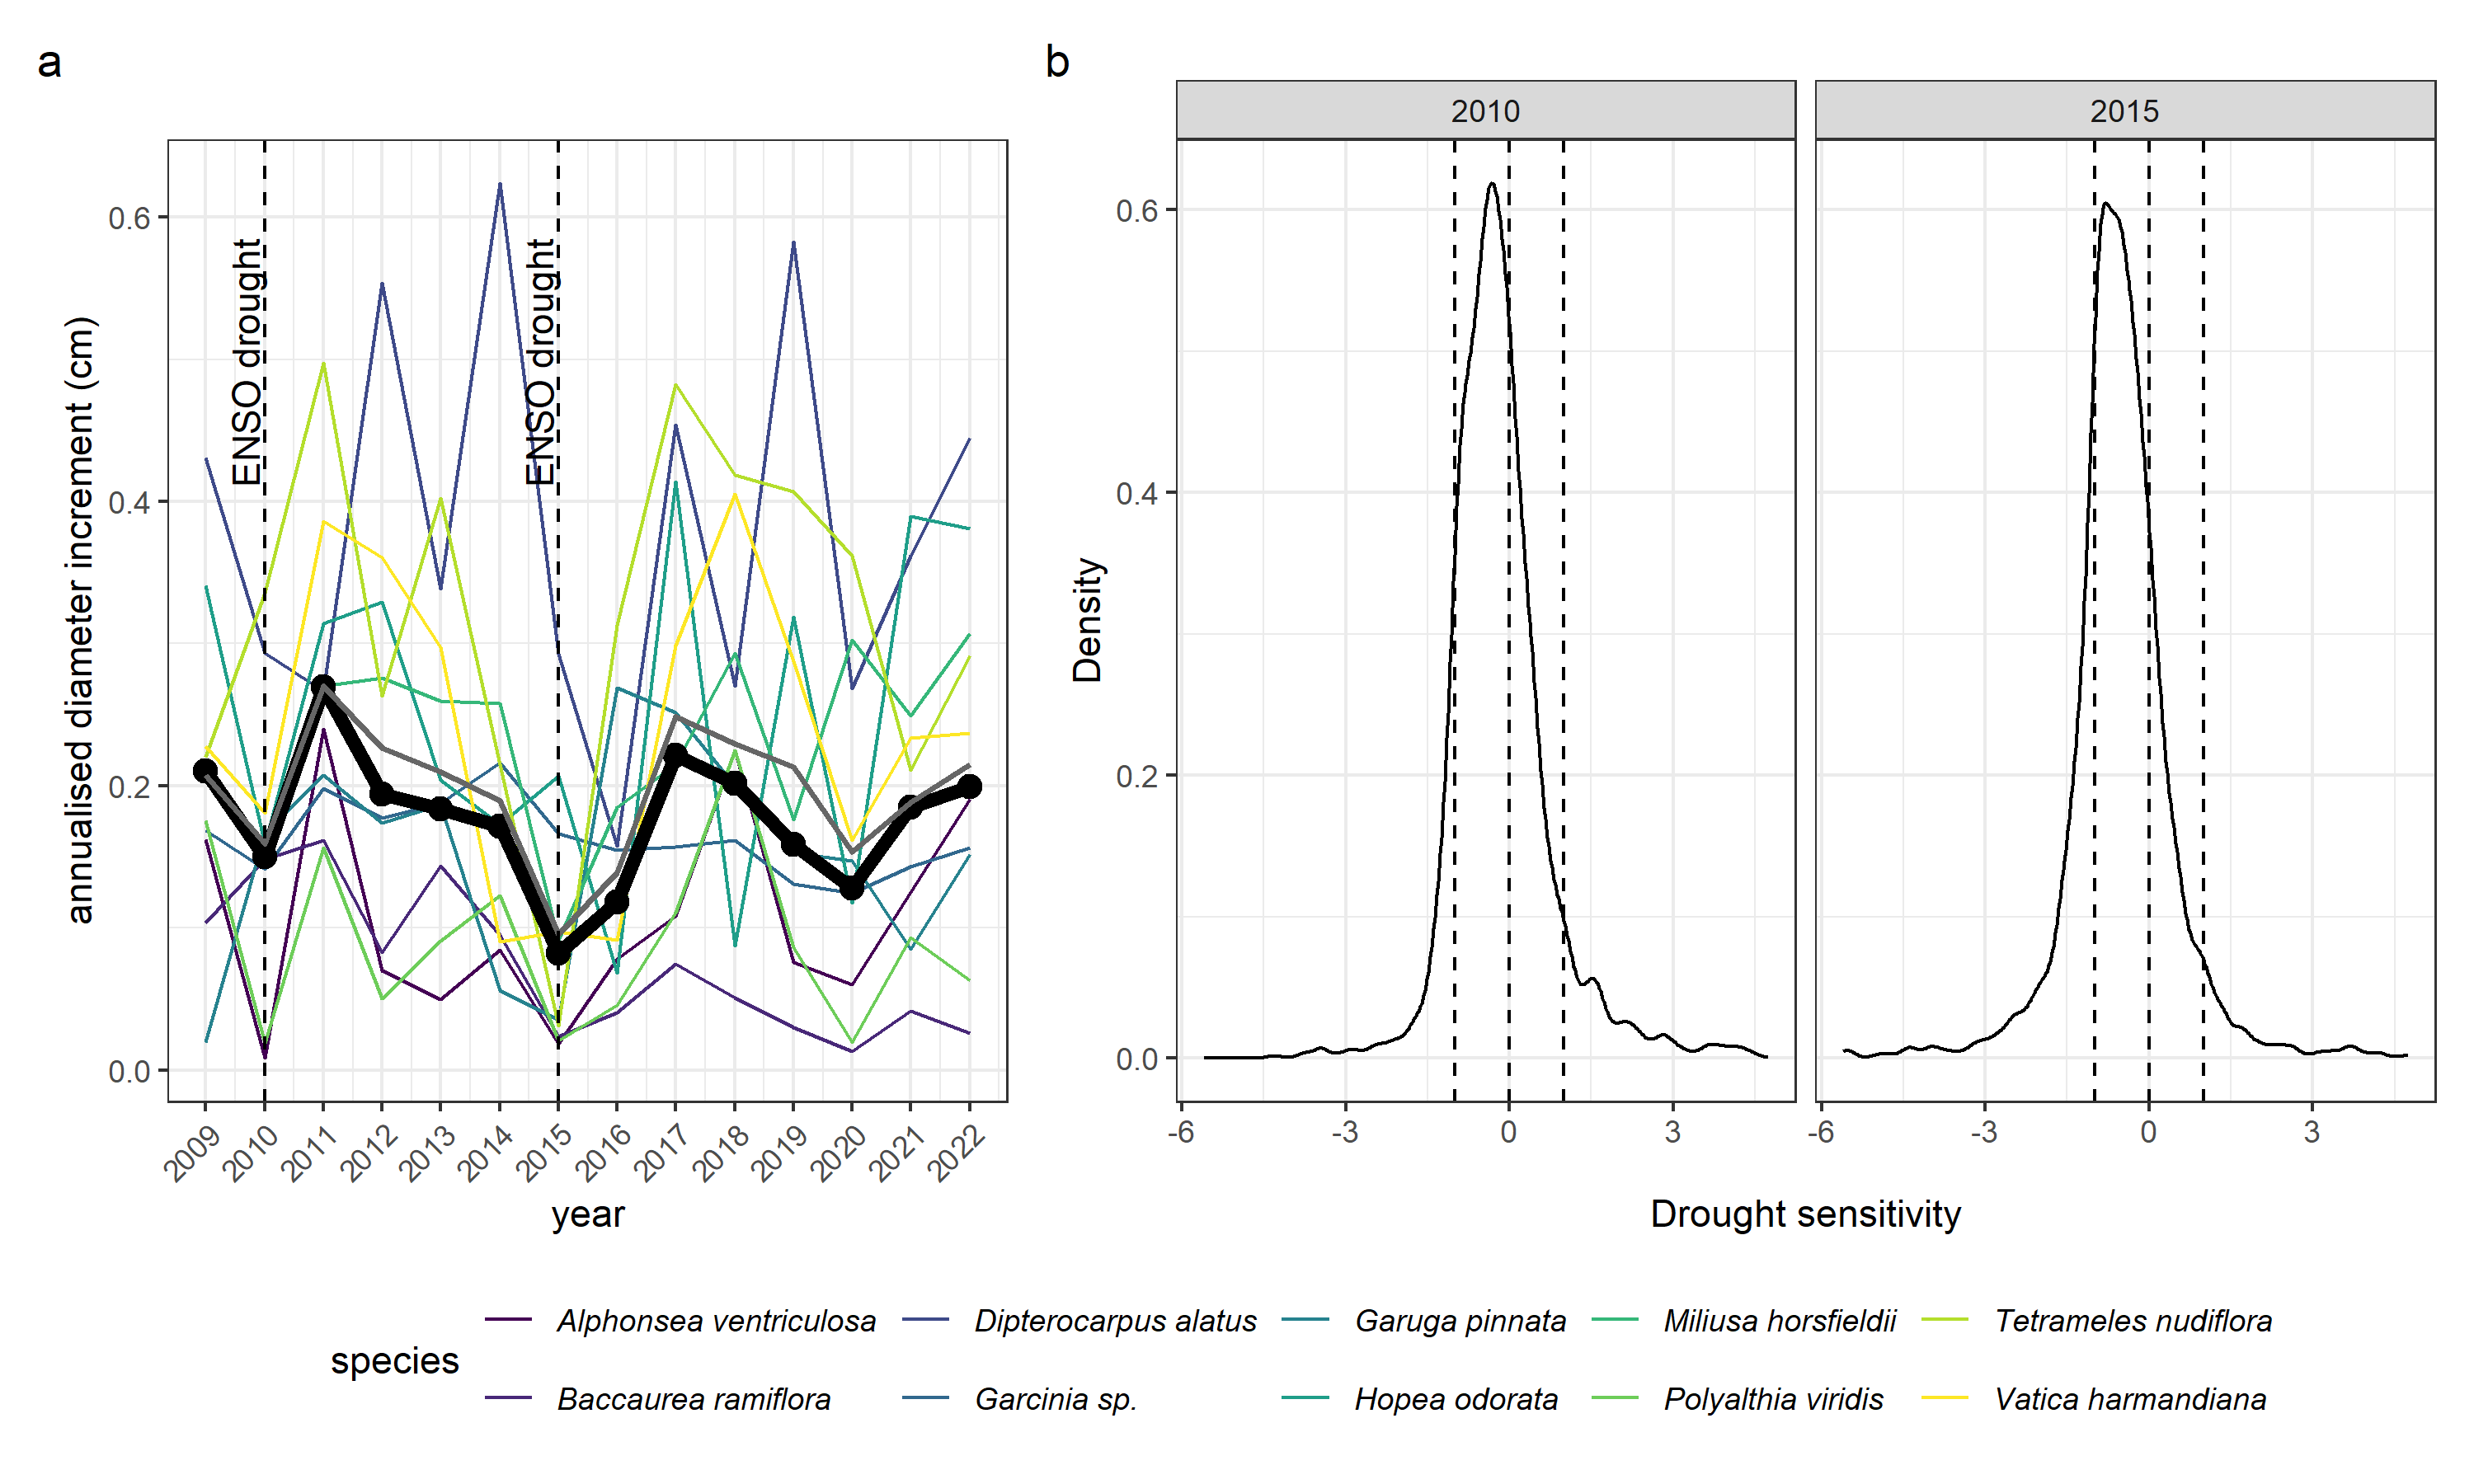 a
annualised diameter increment (cm)
0.6
0.4
0.2
0.0
ENSO drought
ENSO drought
2009
2010
2011
2012
2013
2014
2015
2016
2017
2018
2019
2020
2021
2022
year
b
2010
2015
Density
0.6
0.4
0.2
0.0
-6
-3
0
3
-6
-3
0
3
Drought sensitivity
species
Alphonsea ventriculosa
Dipterocarpus alatus
Garuga pinnata
Miliusa horsfieldii
Tetrameles nudiflora
Baccaurea ramiflora
Garcinia sp.
Hopea odorata
Polyalthia viridis
Vatica harmandiana